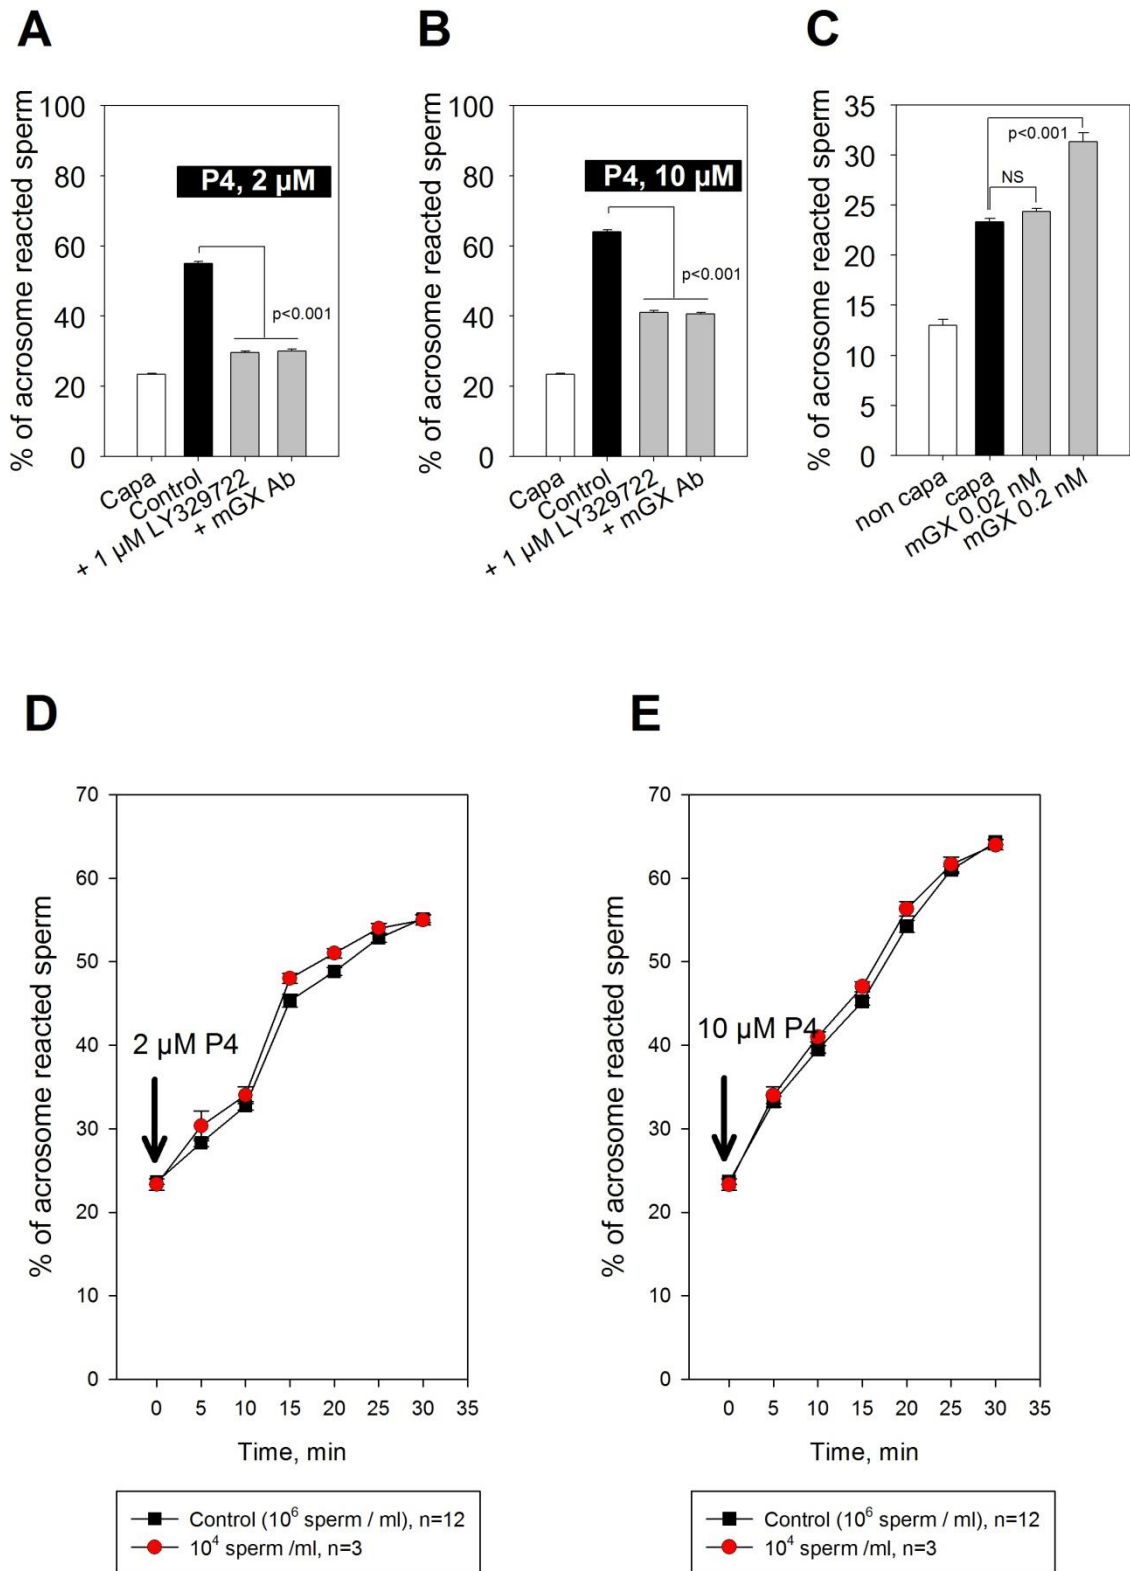 A
B
C
% of acrosome reacted sperm
100
80
60
40
20
0
P4, 2 µM
p<0.001
Capa
Control
+ 1 µM LY329722
+ mGX Ab
% of acrosome reacted sperm
100
80
60
40
20
0
P4, 10 µM
p<0.001
Capa
Control
+ 1 µM LY329722
+ mGX Ab
% of acrosome reacted sperm
35
30
25
20
15
10
5
0
p<0.001
NS
non capa
capa
mGX 0.02 nM
mGX 0.2 nM
D
E
% of acrosome reacted sperm
70
60
50
40
30
20
10
0
2 µM P4
0 5 10 15 20 25 30 35
Time, min
Control (10⁶ sperm / ml), n=12
10⁴ sperm /ml, n=3
% of acrosome reacted sperm
70
60
50
40
30
20
10
0
10 µM P4
0 5 10 15 20 25 30 35
Time, min
Control (10⁶ sperm / ml), n=12
10⁴ sperm /ml, n=3